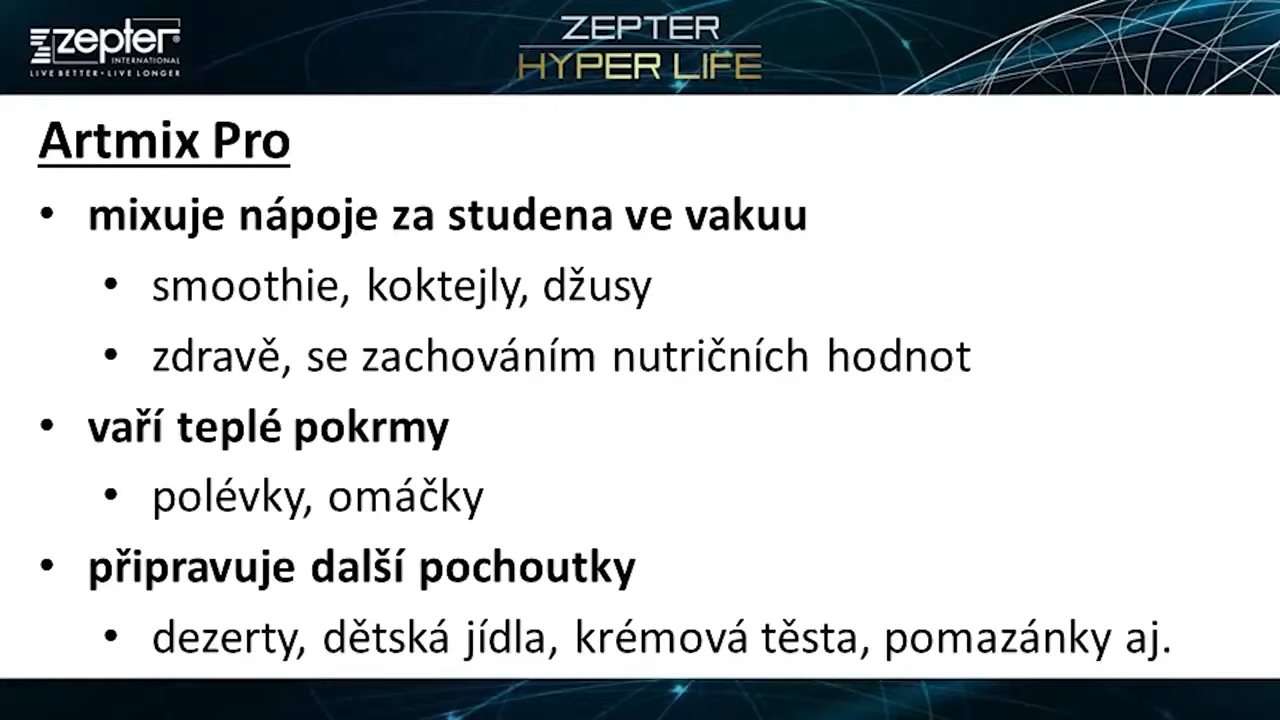 zepter
INTERNATIONAL
LIVE BETTER • LIVE LONGER
ZEPTER
HYPER LIFE
Artmix Pro
• mixuje nápoje za studena ve vakuu
• smoothie, koktejly, džusy
• zdravě, se zachováním nutričních hodnot
• vaří teplé pokrmy
• polévky, omáčky
• připravuje další pochoutky
• dezerty, dětská jídla, krémová těsta, pomazánky aj.